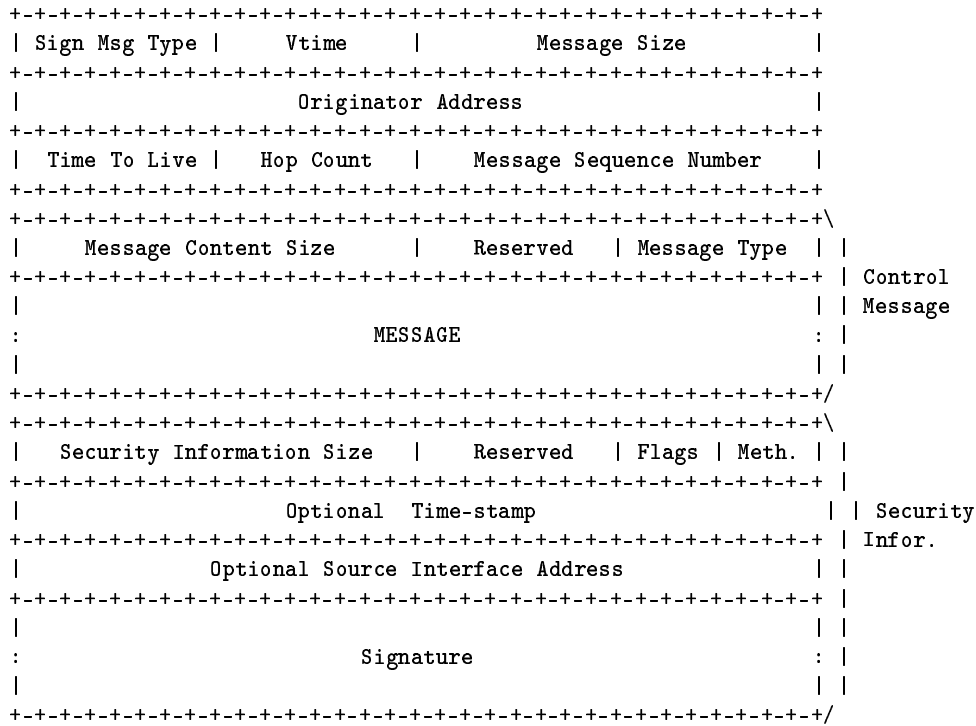 +-+-+-+-+-+-+-+-+-+-+-+-+-+-+-+-+-+-+-+-+-+-+-+-+-+-+-+-+-+-+-+-+
| Sign Msg Type |     Vtime     |         Message Size          |
+-+-+-+-+-+-+-+-+-+-+-+-+-+-+-+-+-+-+-+-+-+-+-+-+-+-+-+-+-+-+-+-+
|                      Originator Address                       |
+-+-+-+-+-+-+-+-+-+-+-+-+-+-+-+-+-+-+-+-+-+-+-+-+-+-+-+-+-+-+-+-+
|  Time To Live |   Hop Count   |    Message Sequence Number    |
+-+-+-+-+-+-+-+-+-+-+-+-+-+-+-+-+-+-+-+-+-+-+-+-+-+-+-+-+-+-+-+-+
+-+-+-+-+-+-+-+-+-+-+-+-+-+-+-+-+-+-+-+-+-+-+-+-+-+-+-+-+-+-+-+-+\
|     Message Content Size      |    Reserved   | Message Type  | |
+-+-+-+-+-+-+-+-+-+-+-+-+-+-+-+-+-+-+-+-+-+-+-+-+-+-+-+-+-+-+-+-+ | Control
|                                                               | | Message
:                            MESSAGE                            : |
|                                                               | |
+-+-+-+-+-+-+-+-+-+-+-+-+-+-+-+-+-+-+-+-+-+-+-+-+-+-+-+-+-+-+-+-+/
+-+-+-+-+-+-+-+-+-+-+-+-+-+-+-+-+-+-+-+-+-+-+-+-+-+-+-+-+-+-+-+-+\
|   Security Information Size   |    Reserved   | Flags | Meth. | |
+-+-+-+-+-+-+-+-+-+-+-+-+-+-+-+-+-+-+-+-+-+-+-+-+-+-+-+-+-+-+-+-+ |
|                     Optional  Time-stamp                       | | Security
+-+-+-+-+-+-+-+-+-+-+-+-+-+-+-+-+-+-+-+-+-+-+-+-+-+-+-+-+-+-+-+-+ | Infor.
|               Optional Source Interface Address               | |
+-+-+-+-+-+-+-+-+-+-+-+-+-+-+-+-+-+-+-+-+-+-+-+-+-+-+-+-+-+-+-+-+ |
|                                                               | |
:                           Signature                           : |
|                                                               | |
+-+-+-+-+-+-+-+-+-+-+-+-+-+-+-+-+-+-+-+-+-+-+-+-+-+-+-+-+-+-+-+-+/